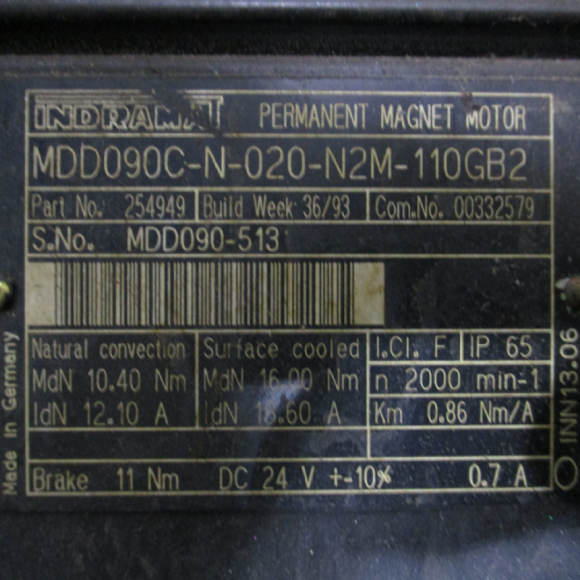 INDRAMAT PERMANENT MAGNET MOTOR
MDD090C-N-020-N2M-110GB2
Part No. 254949 Build Week 36/93 Com.No. 00332579
S.No. MDD090-513
Natural convection Surface cooled I.Cl. F IP 65
MdN 10.40 Nm MdN 16.00 Nm n 2000 min-1
IdN 12.10 A IdN 18.60 A Km 0.86 Nm/A
Brake 11 Nm DC 24 V +-10% 0.7 A
Made in Germany
INN13.06